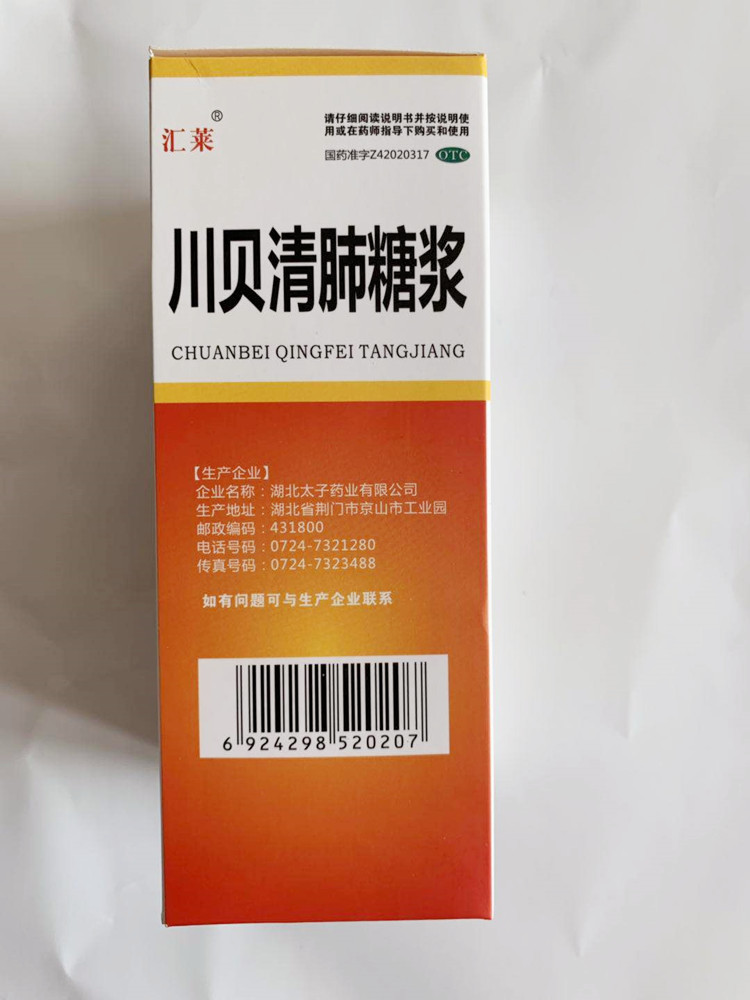 汇莱®
请仔细阅读说明书并按说明使
用或在药师指导下购买和使用
国药准字Z42020317 OTC
川贝清肺糖浆
CHUANBEI QINGFEI TANGJIANG
【生产企业】
企业名称：湖北太子药业有限公司
生产地址：湖北省荆门市京山市工业园
邮政编码：431800
电话号码：0724-7321280
传真号码：0724-7323488
如有问题可与生产企业联系
6 924298 520207